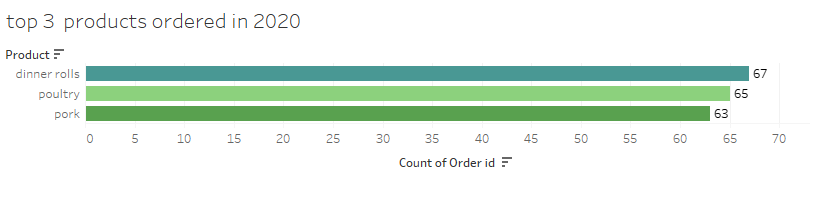 top 3 products ordered in 2020
Product
dinner rolls 67
poultry 65
pork 63
0 5 10 15 20 25 30 35 40 45 50 55 60 65 70
Count of Order id